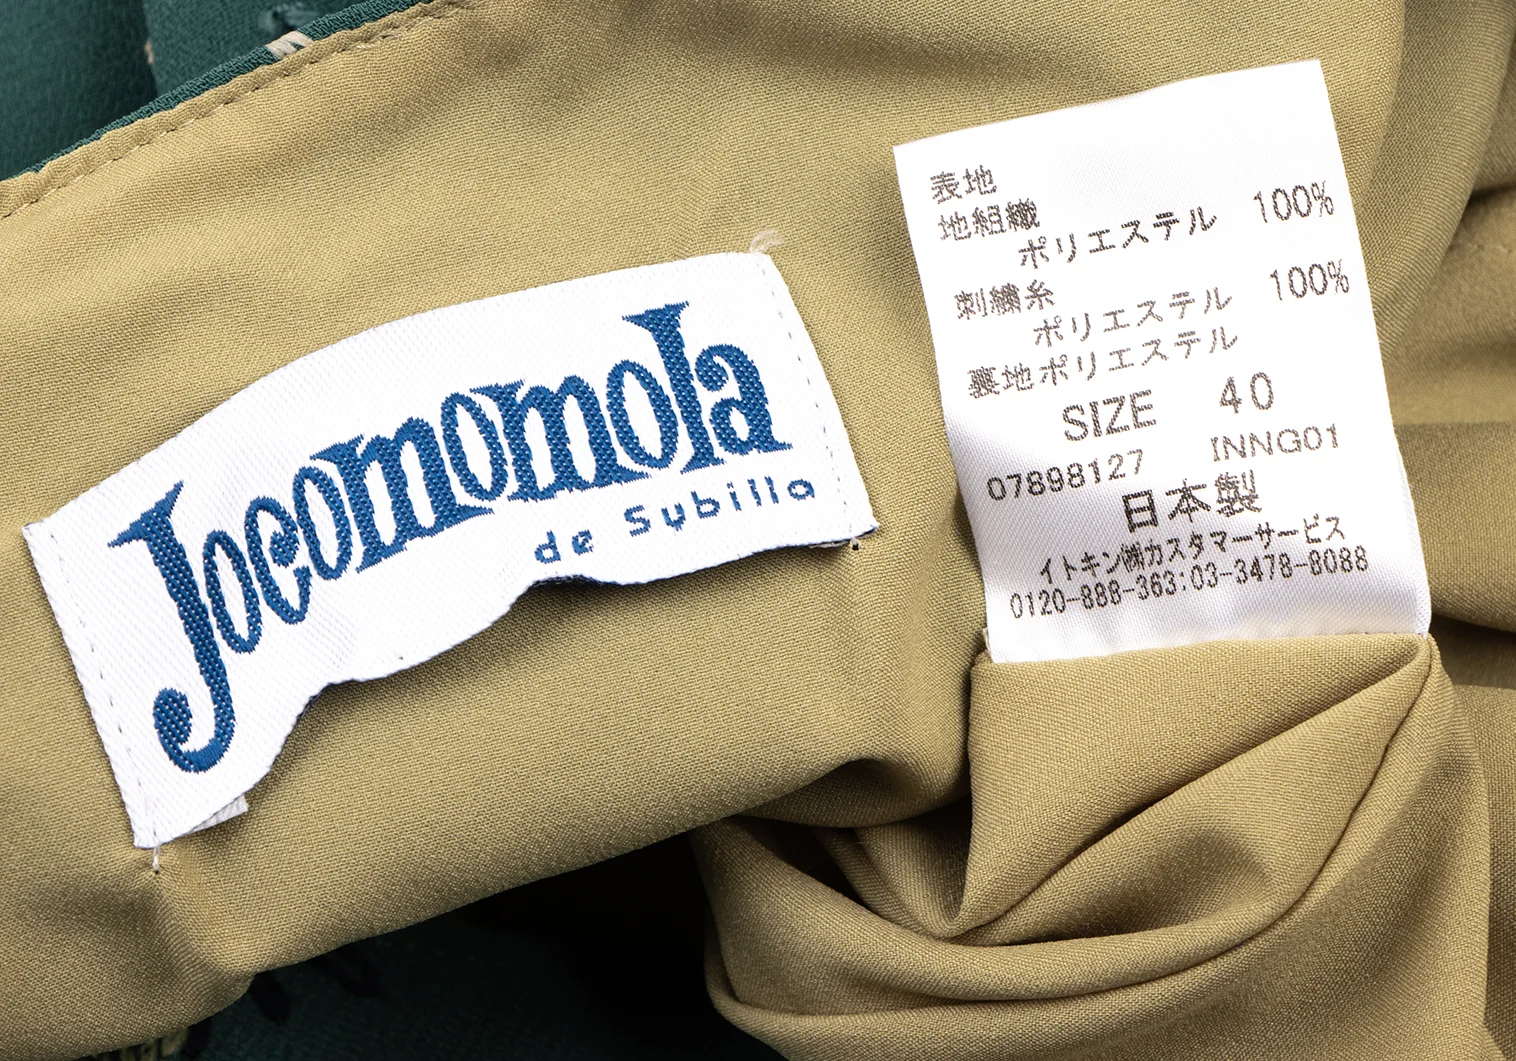 Jocomomola
de Sybilla
表地
地組織
ポリエステル 100%
刺繍糸
ポリエステル 100%
裏地ポリエステル
SIZE 40
07898127 INNG01
日本製
イトキン㈱カスタマーサービス
0120-888-363:03-3478-8088